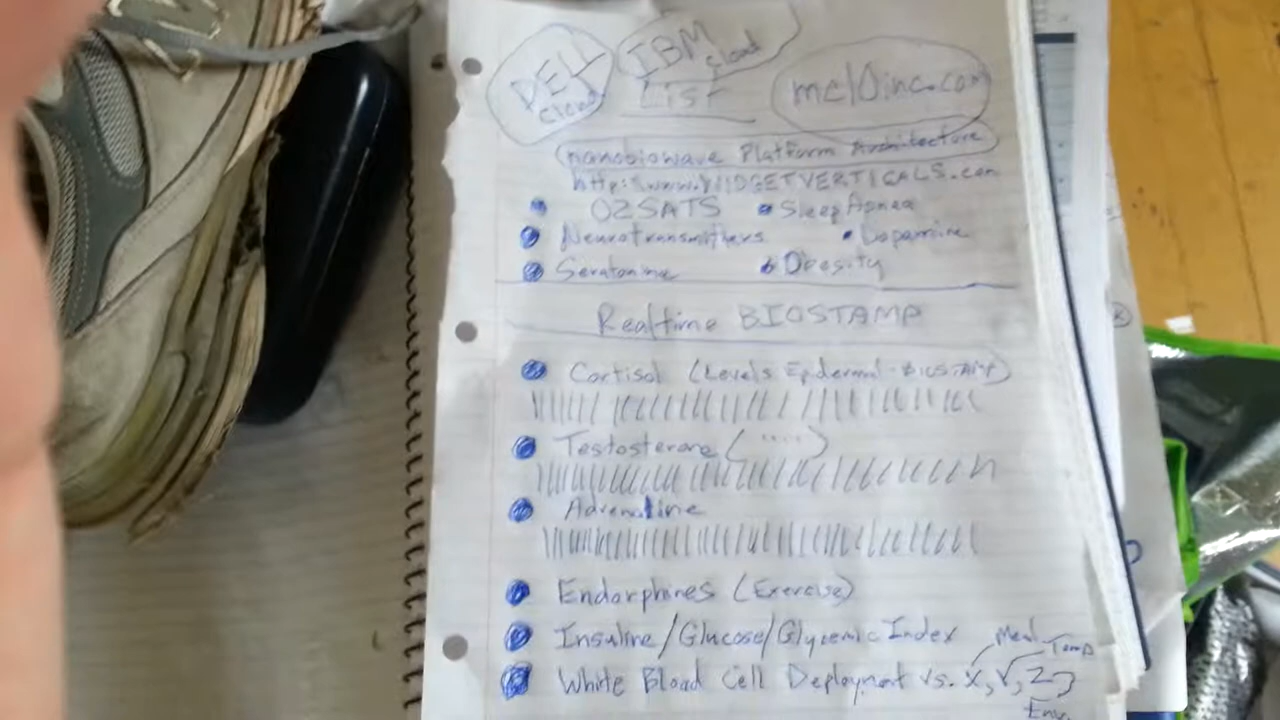 DELL Cloud
IBM Cloud
LIST
mc10inc.com
nanobiowave Platform Architecture
http://www.WIDGETVERTICALS.com
O2SATS • Sleep Apnea
Neurotransmitters • Dopamine
Seratonine • Obesity
Realtime BIOSTAMP
Cortisol (Levels Epidermal-BIOSTAMP)
Testosterone (.....)
Adrenaline
Endorphines (Exercise)
Insuline/Glucose/Glycemic Index
Meal Temp
White Blood Cell Deployment vs. X, Y, Z
Env.